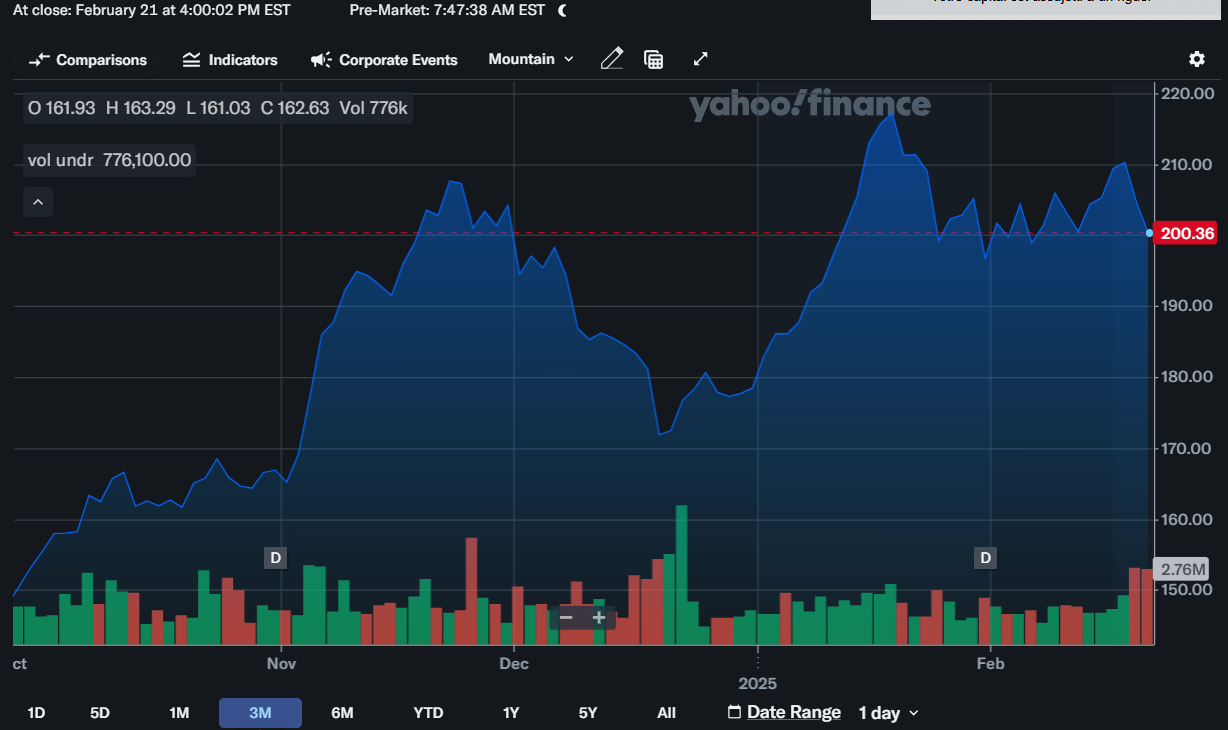 At close: February 21 at 4:00:02 PM EST Pre-Market: 7:47:38 AM EST
Comparisons Indicators Corporate Events Mountain
yahoo!finance
O 161.93 H 163.29 L 161.03 C 162.63 Vol 776k
vol undr 776,100.00
220.00
210.00
200.36
190.00
180.00
170.00
160.00
2.76M
150.00
D D
− +
ct Nov Dec Feb
2025
1D 5D 1M 3M 6M YTD 1Y 5Y All Date Range 1 day